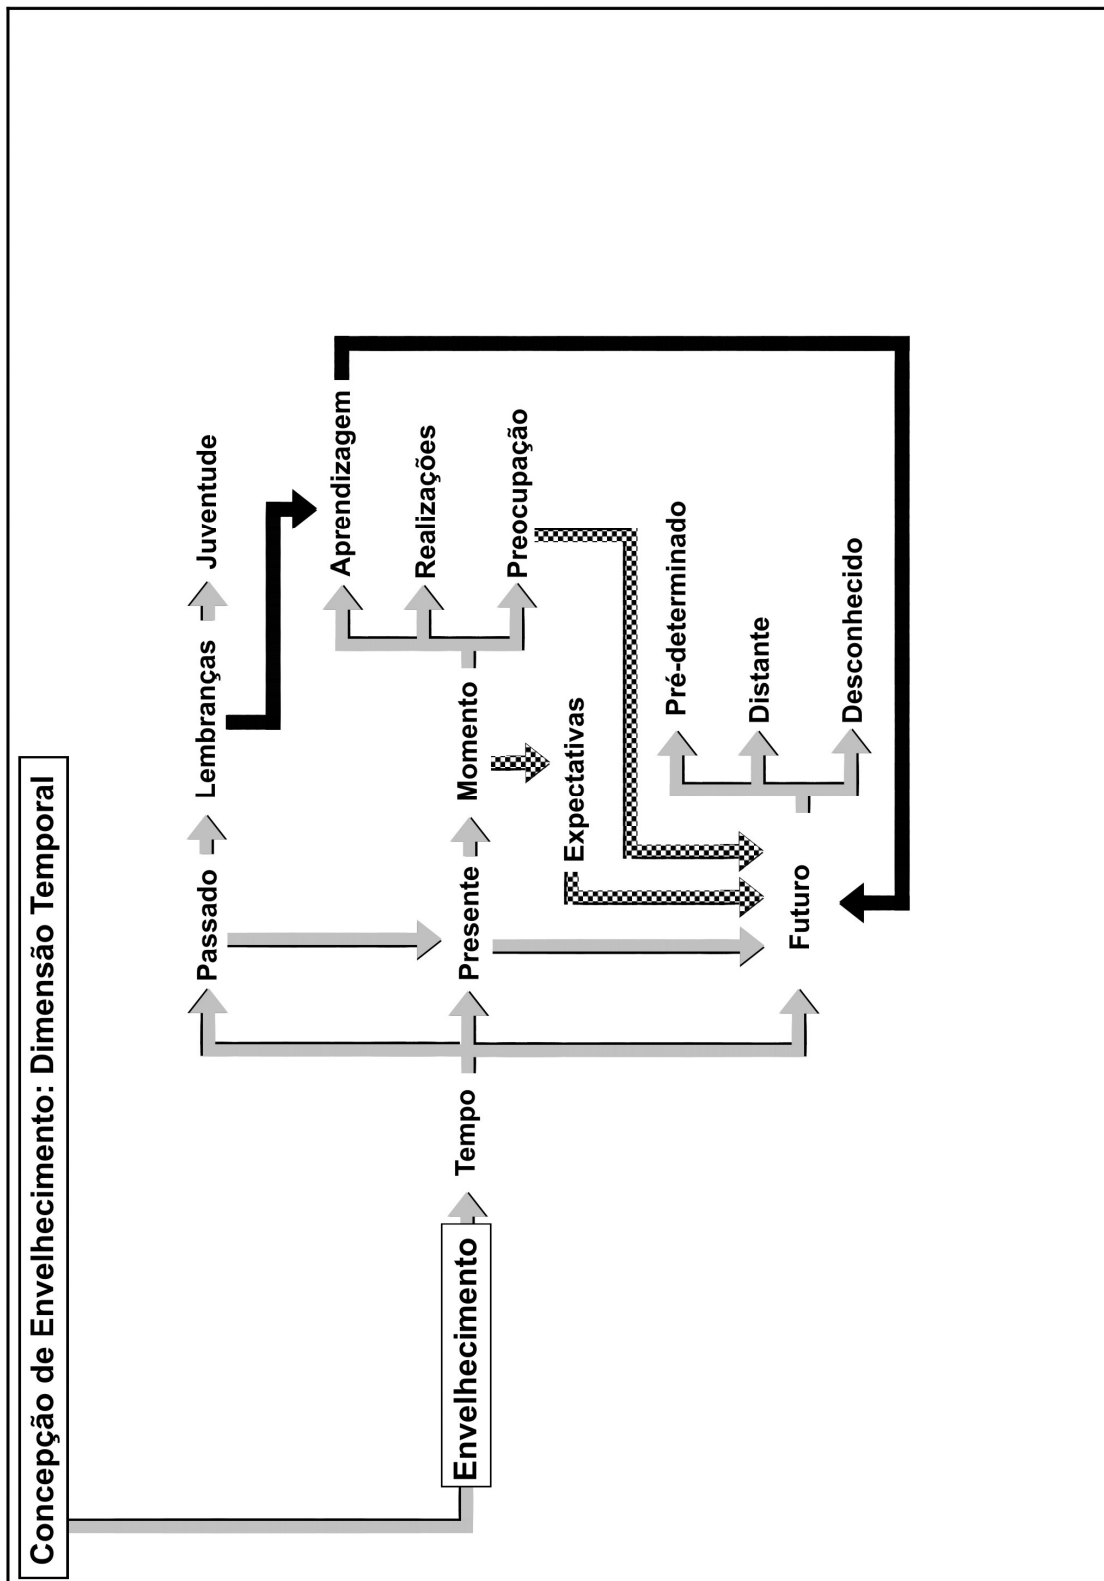 Concepção de Envelhecimento: Dimensão Temporal
Envelhecimento
Tempo
Passado
Lembranças
Juventude
Presente
Momento
Aprendizagem
Realizações
Preocupação
Expectativas
Futuro
Pré-determinado
Distante
Desconhecido